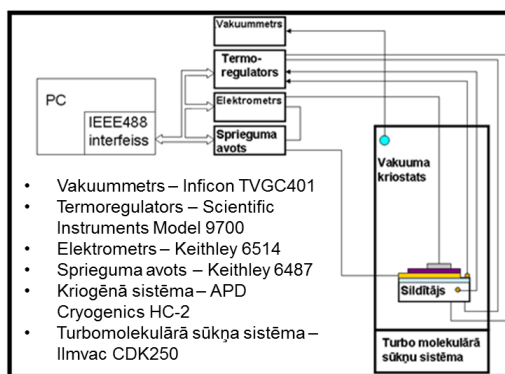 Vakuummetrs
Termo-
regulators
Elektrometrs
Sprieguma
avots
PC
IEEE488
interfeiss
Vakuuma
kriostats
Sildītājs
Turbo molekulārā
sūkņu sistēma
• Vakuummetrs – Inficon TVGC401
• Termoregulators – Scientific
Instruments Model 9700
• Elektrometrs – Keithley 6514
• Sprieguma avots – Keithley 6487
• Kriogēnā sistēma – APD
Cryogenics HC-2
• Turbomolekulārā sūkņa sistēma –
Ilmvac CDK250